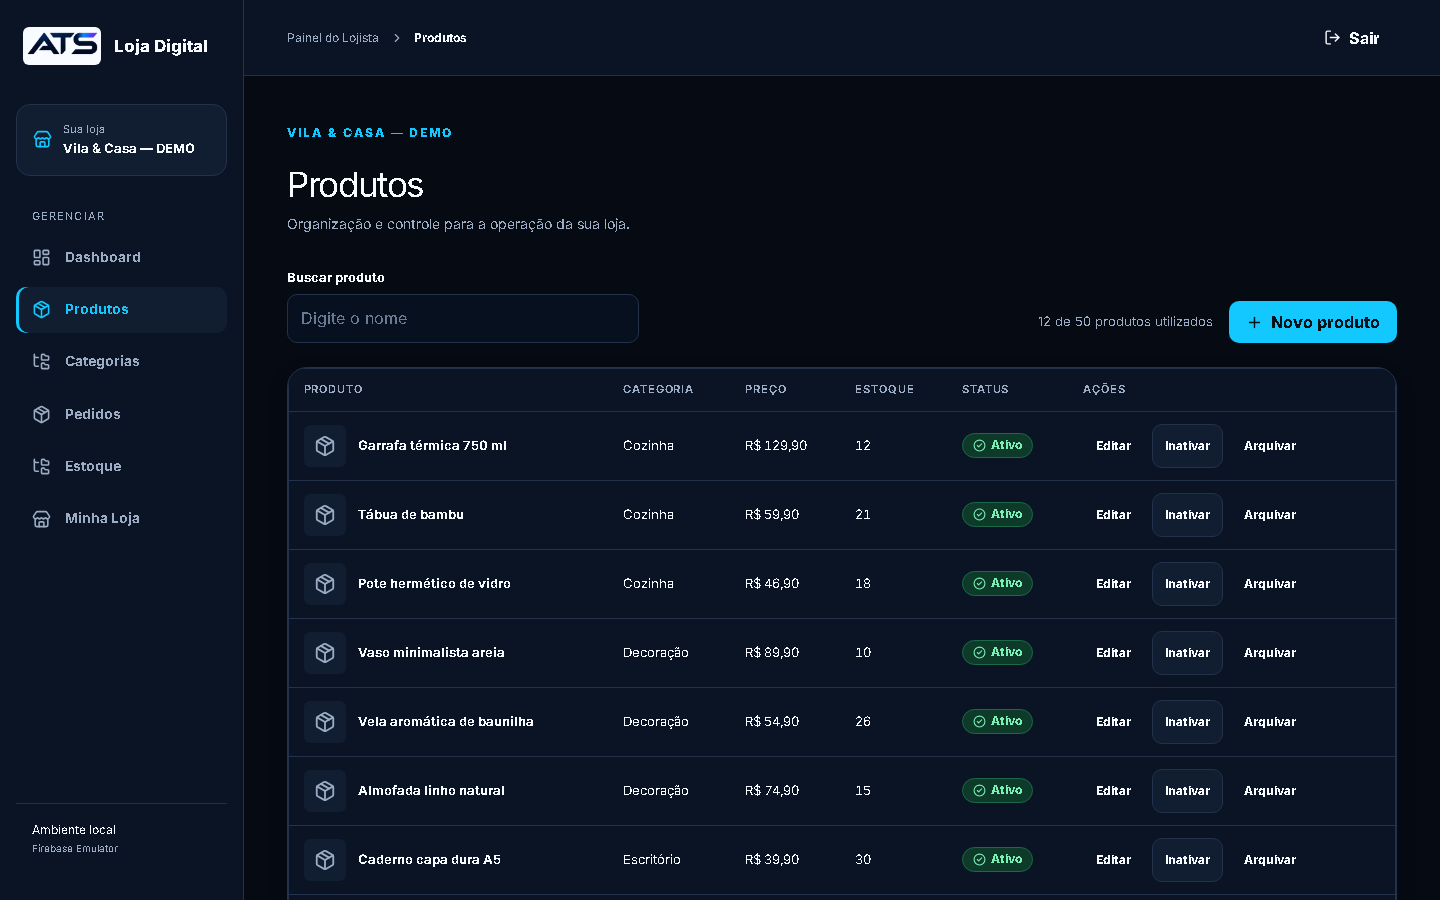 ATS Loja Digital
Painel do Lojista > Produtos
Sair
Sua loja
Vila & Casa — DEMO
GERENCIAR
Dashboard
Produtos
Categorias
Pedidos
Estoque
Minha Loja
Ambiente local
Firebase Emulator
VILA & CASA — DEMO
Produtos
Organização e controle para a operação da sua loja.
Buscar produto
Digite o nome
12 de 50 produtos utilizados
+ Novo produto
PRODUTO CATEGORIA PREÇO ESTOQUE STATUS AÇÕES
Garrafa térmica 750 ml Cozinha R$ 129,90 12 Ativo Editar Inativar Arquivar
Tábua de bambu Cozinha R$ 59,90 21 Ativo Editar Inativar Arquivar
Pote hermético de vidro Cozinha R$ 46,90 18 Ativo Editar Inativar Arquivar
Vaso minimalista areia Decoração R$ 89,90 10 Ativo Editar Inativar Arquivar
Vela aromática de baunilha Decoração R$ 54,90 26 Ativo Editar Inativar Arquivar
Almofada linho natural Decoração R$ 74,90 15 Ativo Editar Inativar Arquivar
Caderno capa dura A5 Escritório R$ 39,90 30 Ativo Editar Inativar Arquivar